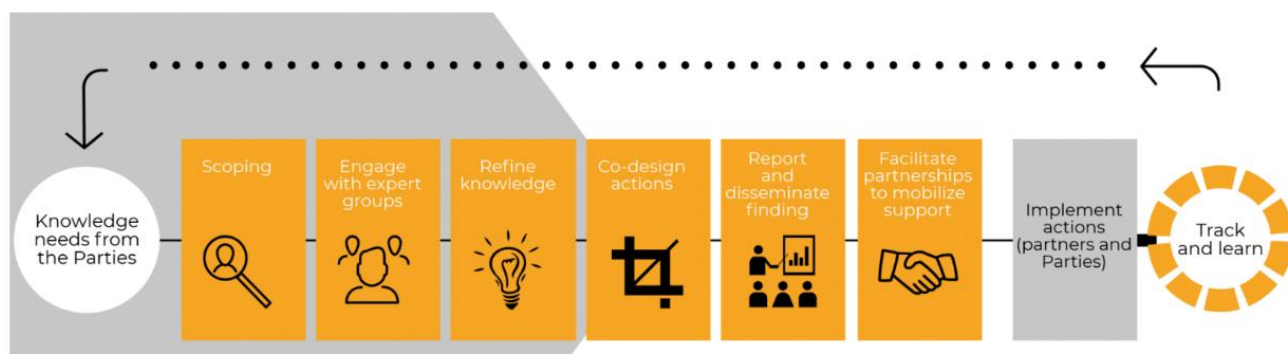 Knowledge
needs from
the Parties
Scoping
Engage
with expert
groups
Refine
knowledge
Co-design
actions
Report
and
disseminate
finding
Facilitate
partnerships
to mobilize
support
Implement
actions
(partners and
Parties)
Track
and learn